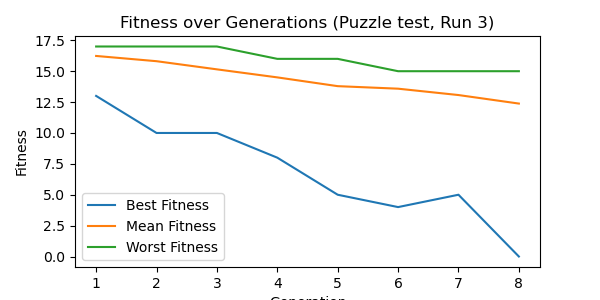 Fitness over Generations (Puzzle test, Run 3)
17.5
15.0
12.5
10.0
7.5
5.0
2.5
0.0
Fitness
Best Fitness
Mean Fitness
Worst Fitness
1 2 3 4 5 6 7 8
Generation